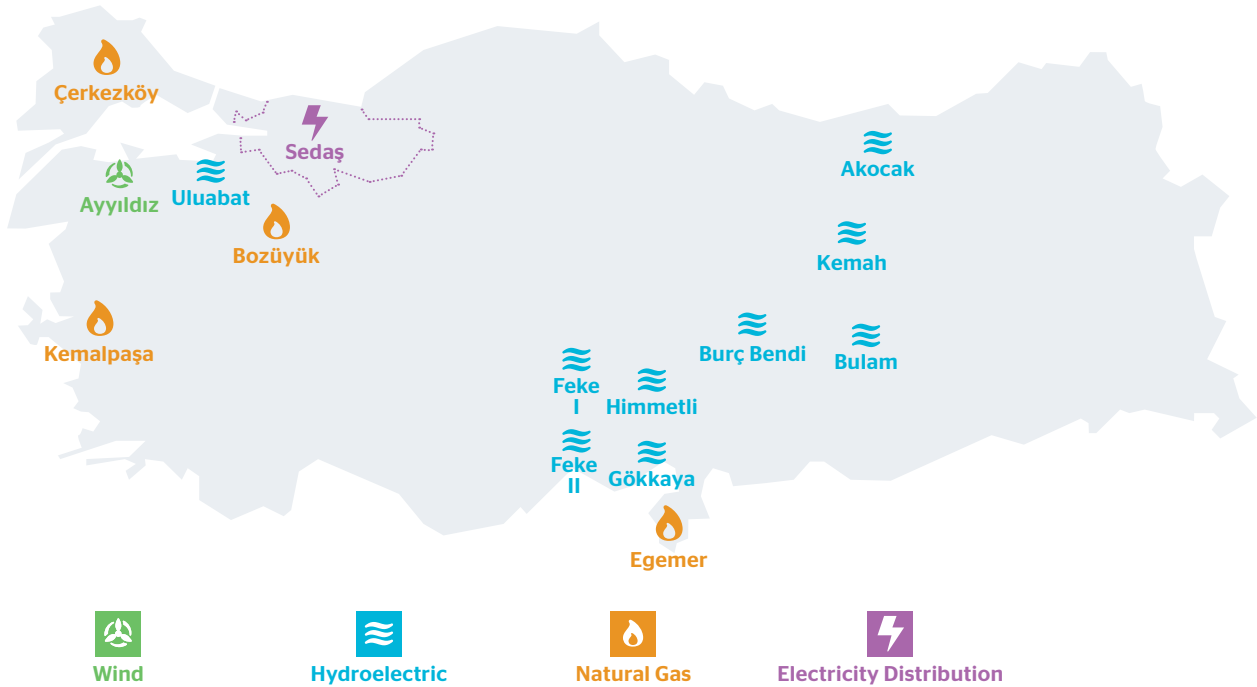 Çerkezköy
Sedaş
Akocak
Ayyıldız
Uluabat
Bozüyük
Kemah
Kemalpaşa
Burç Bendi
Bulam
Feke
I
Himmetli
Feke
II
Gökkaya
Egemer
Wind
Hydroelectric
Natural Gas
Electricity Distribution